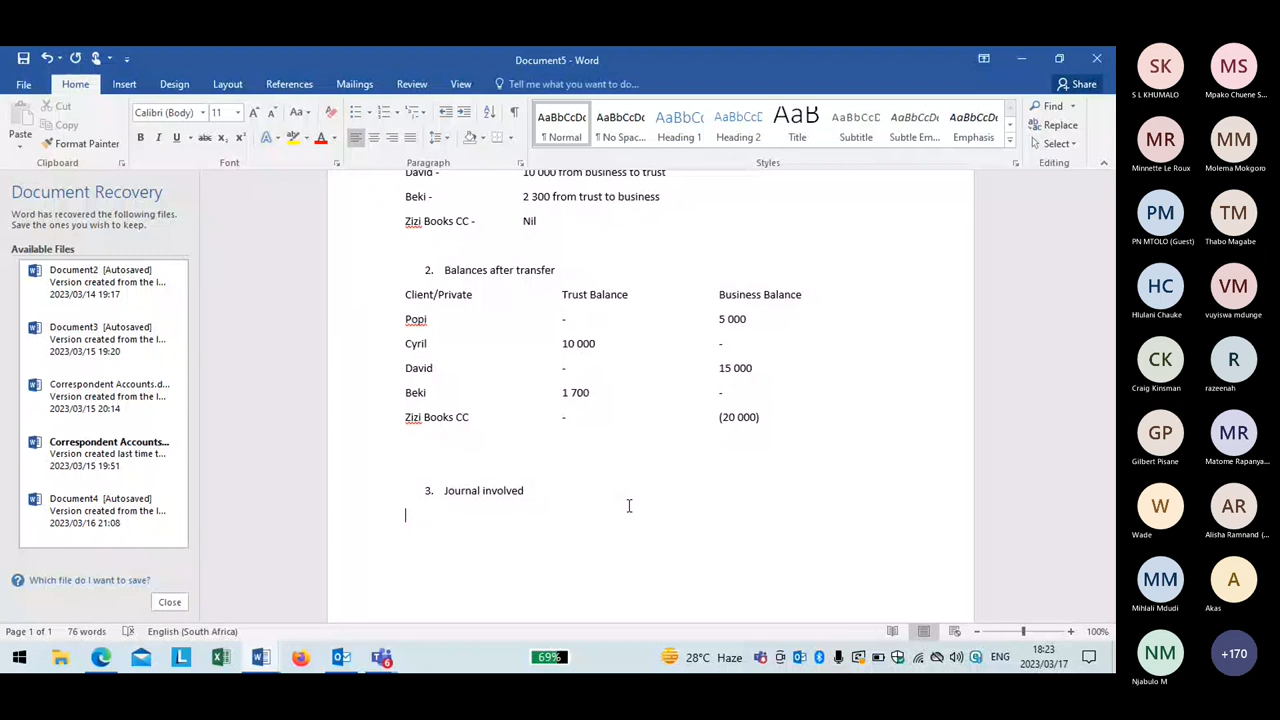 Document5 - Word
File Home Insert Design Layout References Mailings Review View Tell me what you want to do... Share
Paste
Cut
Copy
Format Painter
Clipboard
Calibri (Body) 11
Font
Paragraph
AaBbCcDc AaBbCcDc AaBbCc AaBbCcD AaB AaBbCcD AaBbCcD AaBbCcD
¶ Normal ¶ No Spac... Heading 1 Heading 2 Title Subtitle Subtle Em... Emphasis
Styles
Find
Replace
Select
Editing
Document Recovery
Word has recovered the following files.
Save the ones you wish to keep.
Available Files
Document2 [Autosaved]
Version created from the l...
2023/03/14 19:17
Document3 [Autosaved]
Version created from the l...
2023/03/15 19:20
Correspondent Accounts.d...
Version created from the l...
2023/03/15 20:14
Correspondent Accounts...
Version created last time t...
2023/03/15 19:51
Document4 [Autosaved]
Version created from the l...
2023/03/16 21:08
Which file do I want to save?
Close
David - 10 000 from business to trust
Beki - 2 300 from trust to business
Zizi Books CC - Nil
2. Balances after transfer
Client/Private Trust Balance Business Balance
Popi - 5 000
Cyril 10 000 -
David - 15 000
Beki 1 700 -
Zizi Books CC - (20 000)
3. Journal involved
Page 1 of 1 76 words English (South Africa) 100%
69% 28°C Haze ENG 18:23
2023/03/17
6
SK MS
S L KHUMALO Mpako Chuene S...
MR MM
Minnette Le Roux Molema Mokgoro
PM TM
PN MTOLO (Guest) Thabo Magabe
HC VM
Hlulani Chauke vuyiswa mdunge
CK R
Craig Kinsman razeenah
GP MR
Gilbert Pisane Matome Rapanya...
W AR
Wade Alisha Ramnand (...
MM A
Mihlali Mdudi Akas
NM +170
Njabulo M